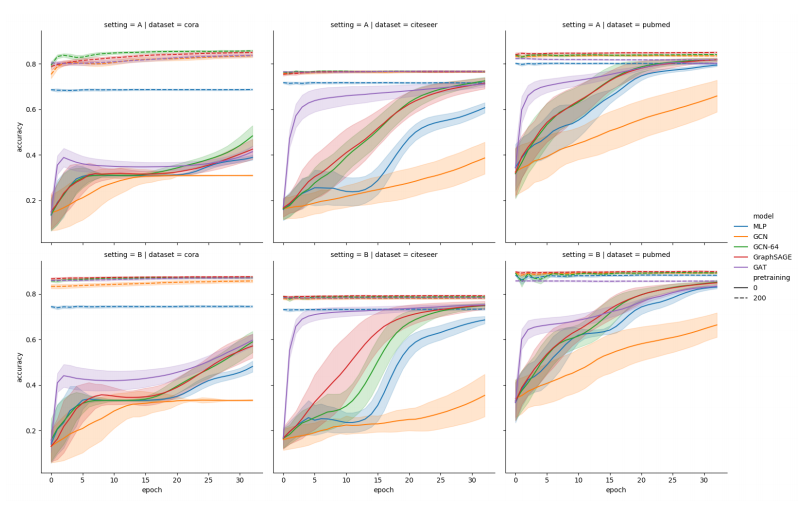 setting = A | dataset = cora
setting = A | dataset = citeseer
setting = A | dataset = pubmed
accuracy
0.8
0.6
0.4
0.2
setting = B | dataset = cora
setting = B | dataset = citeseer
setting = B | dataset = pubmed
accuracy
0.8
0.6
0.4
0.2
0 5 10 15 20 25 30
0 5 10 15 20 25 30
0 5 10 15 20 25 30
epoch
epoch
epoch
model
MLP
GCN
GCN-64
GraphSAGE
GAT
pretraining
0
200